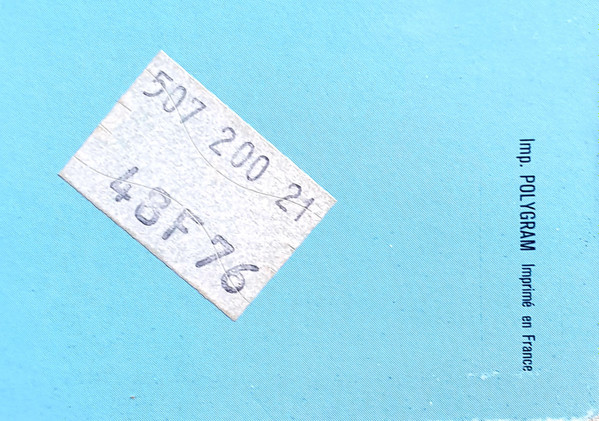 507 200 21
48F76
Imp. POLYGRAM Imprimé en France